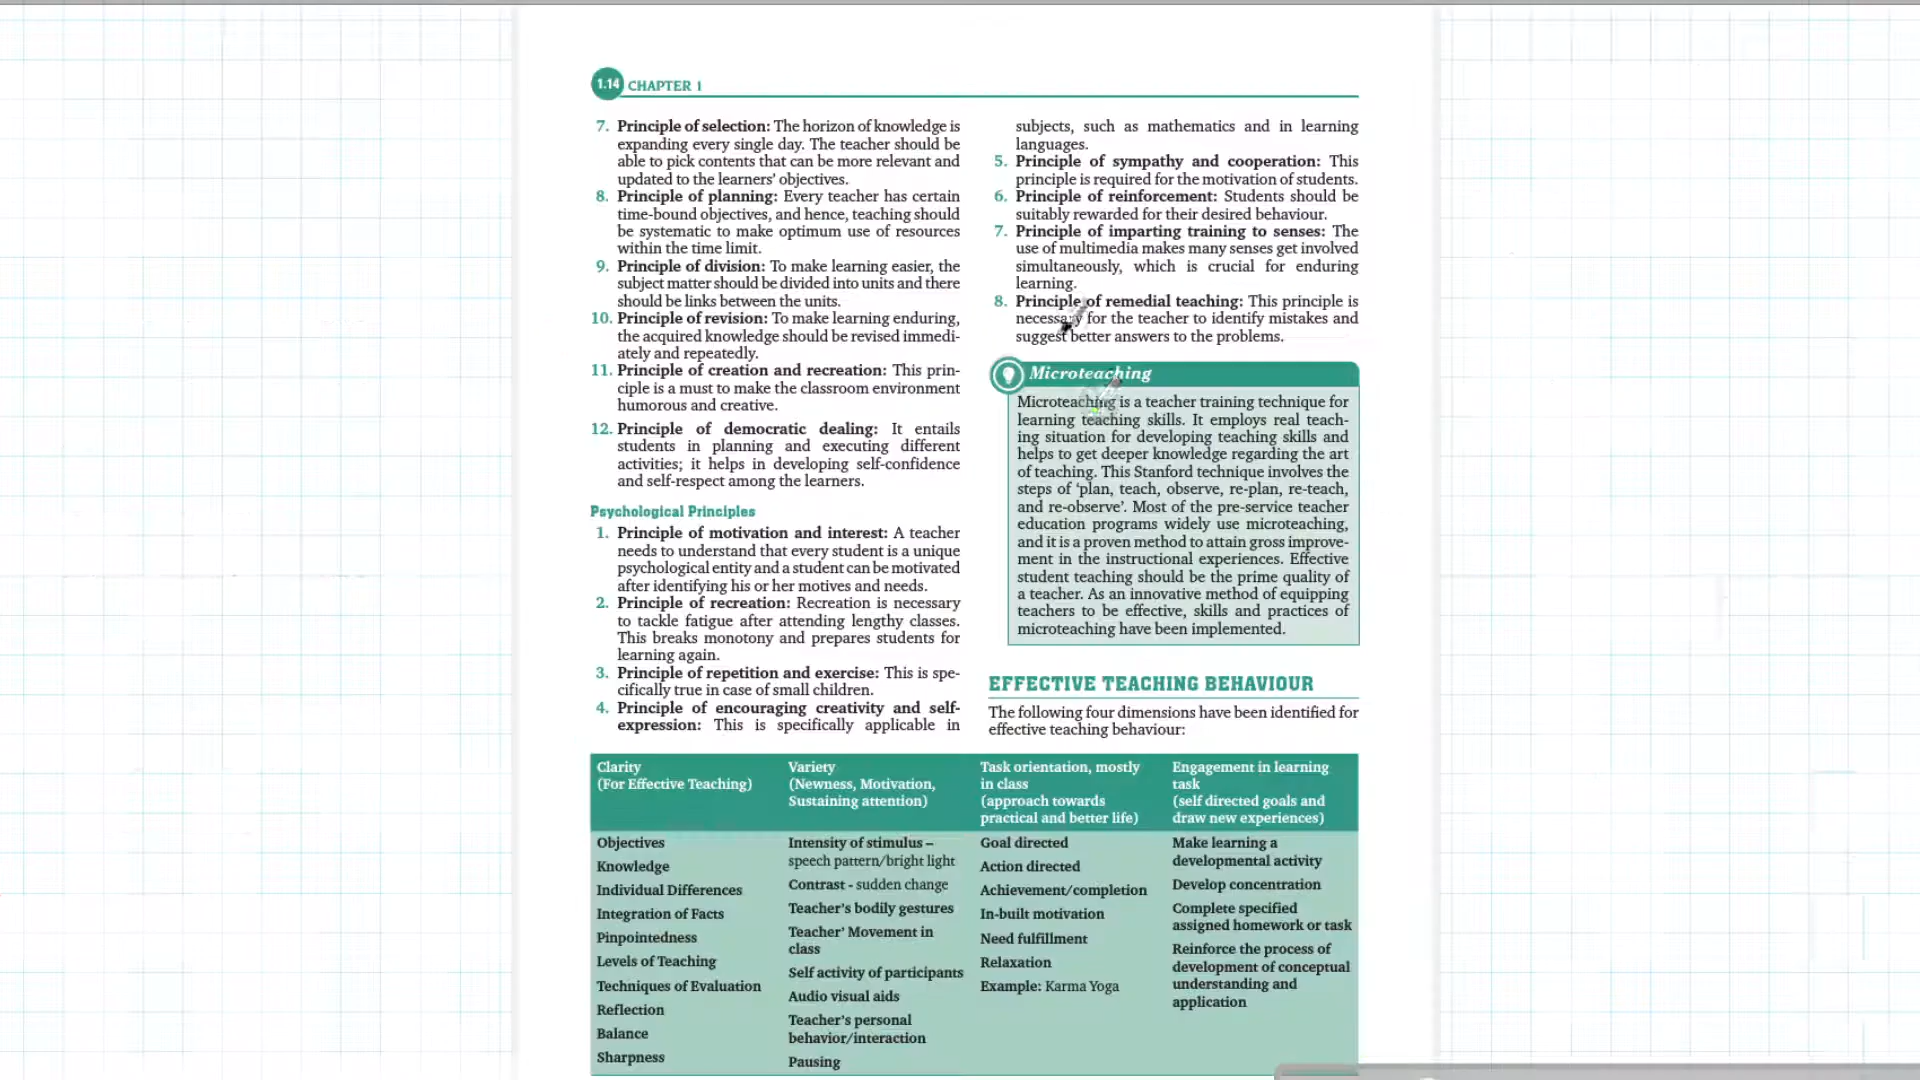 1.14 CHAPTER 1
7. Principle of selection: The horizon of knowledge is
expanding every single day. The teacher should be
able to pick contents that can be more relevant and
updated to the learners' objectives.
8. Principle of planning: Every teacher has certain
time-bound objectives, and hence, teaching should
be systematic to make optimum use of resources
within the time limit.
9. Principle of division: To make learning easier, the
subject matter should be divided into units and there
should be links between the units.
10. Principle of revision: To make learning enduring,
the acquired knowledge should be revised immedi-
ately and repeatedly.
11. Principle of creation and recreation: This prin-
ciple is a must to make the classroom environment
humorous and creative.
12. Principle of democratic dealing: It entails
students in planning and executing different
activities; it helps in developing self-confidence
and self-respect among the learners.
Psychological Principles
1. Principle of motivation and interest: A teacher
needs to understand that every student is a unique
psychological entity and a student can be motivated
after identifying his or her motives and needs.
2. Principle of recreation: Recreation is necessary
to tackle fatigue after attending lengthy classes.
This breaks monotony and prepares students for
learning again.
3. Principle of repetition and exercise: This is spe-
cifically true in case of small children.
4. Principle of encouraging creativity and self-
expression: This is specifically applicable in
subjects, such as mathematics and in learning
languages.
5. Principle of sympathy and cooperation: This
principle is required for the motivation of students.
6. Principle of reinforcement: Students should be
suitably rewarded for their desired behaviour.
7. Principle of imparting training to senses: The
use of multimedia makes many senses get involved
simultaneously, which is crucial for enduring
learning.
8. Principle of remedial teaching: This principle is
necessary for the teacher to identify mistakes and
suggest better answers to the problems.
Microteaching
Microteaching is a teacher training technique for
learning teaching skills. It employs real teach-
ing situation for developing teaching skills and
helps to get deeper knowledge regarding the art
of teaching. This Stanford technique involves the
steps of 'plan, teach, observe, re-plan, re-teach,
and re-observe'. Most of the pre-service teacher
education programs widely use microteaching,
and it is a proven method to attain gross improve-
ment in the instructional experiences. Effective
student teaching should be the prime quality of
a teacher. As an innovative method of equipping
teachers to be effective, skills and practices of
microteaching have been implemented.
EFFECTIVE TEACHING BEHAVIOUR
The following four dimensions have been identified for
effective teaching behaviour:
Clarity
(For Effective Teaching)
Variety
(Newness, Motivation,
Sustaining attention)
Task orientation, mostly
in class
(approach towards
practical and better life)
Engagement in learning
task
(self directed goals and
draw new experiences)
Objectives
Knowledge
Individual Differences
Integration of Facts
Pinpointedness
Levels of Teaching
Techniques of Evaluation
Reflection
Balance
Sharpness
Intensity of stimulus –
speech pattern/bright light
Contrast - sudden change
Teacher's bodily gestures
Teacher' Movement in
class
Self activity of participants
Audio visual aids
Teacher's personal
behavior/interaction
Pausing
Goal directed
Action directed
Achievement/completion
In-built motivation
Need fulfillment
Relaxation
Example: Karma Yoga
Make learning a
developmental activity
Develop concentration
Complete specified
assigned homework or task
Reinforce the process of
development of conceptual
understanding and
application